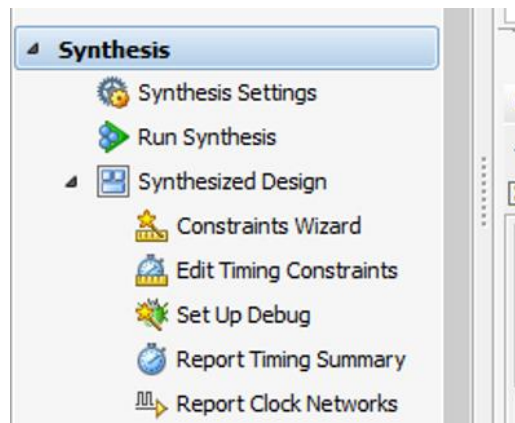 Synthesis
Synthesis Settings
Run Synthesis
Synthesized Design
Constraints Wizard
Edit Timing Constraints
Set Up Debug
Report Timing Summary
Report Clock Networks